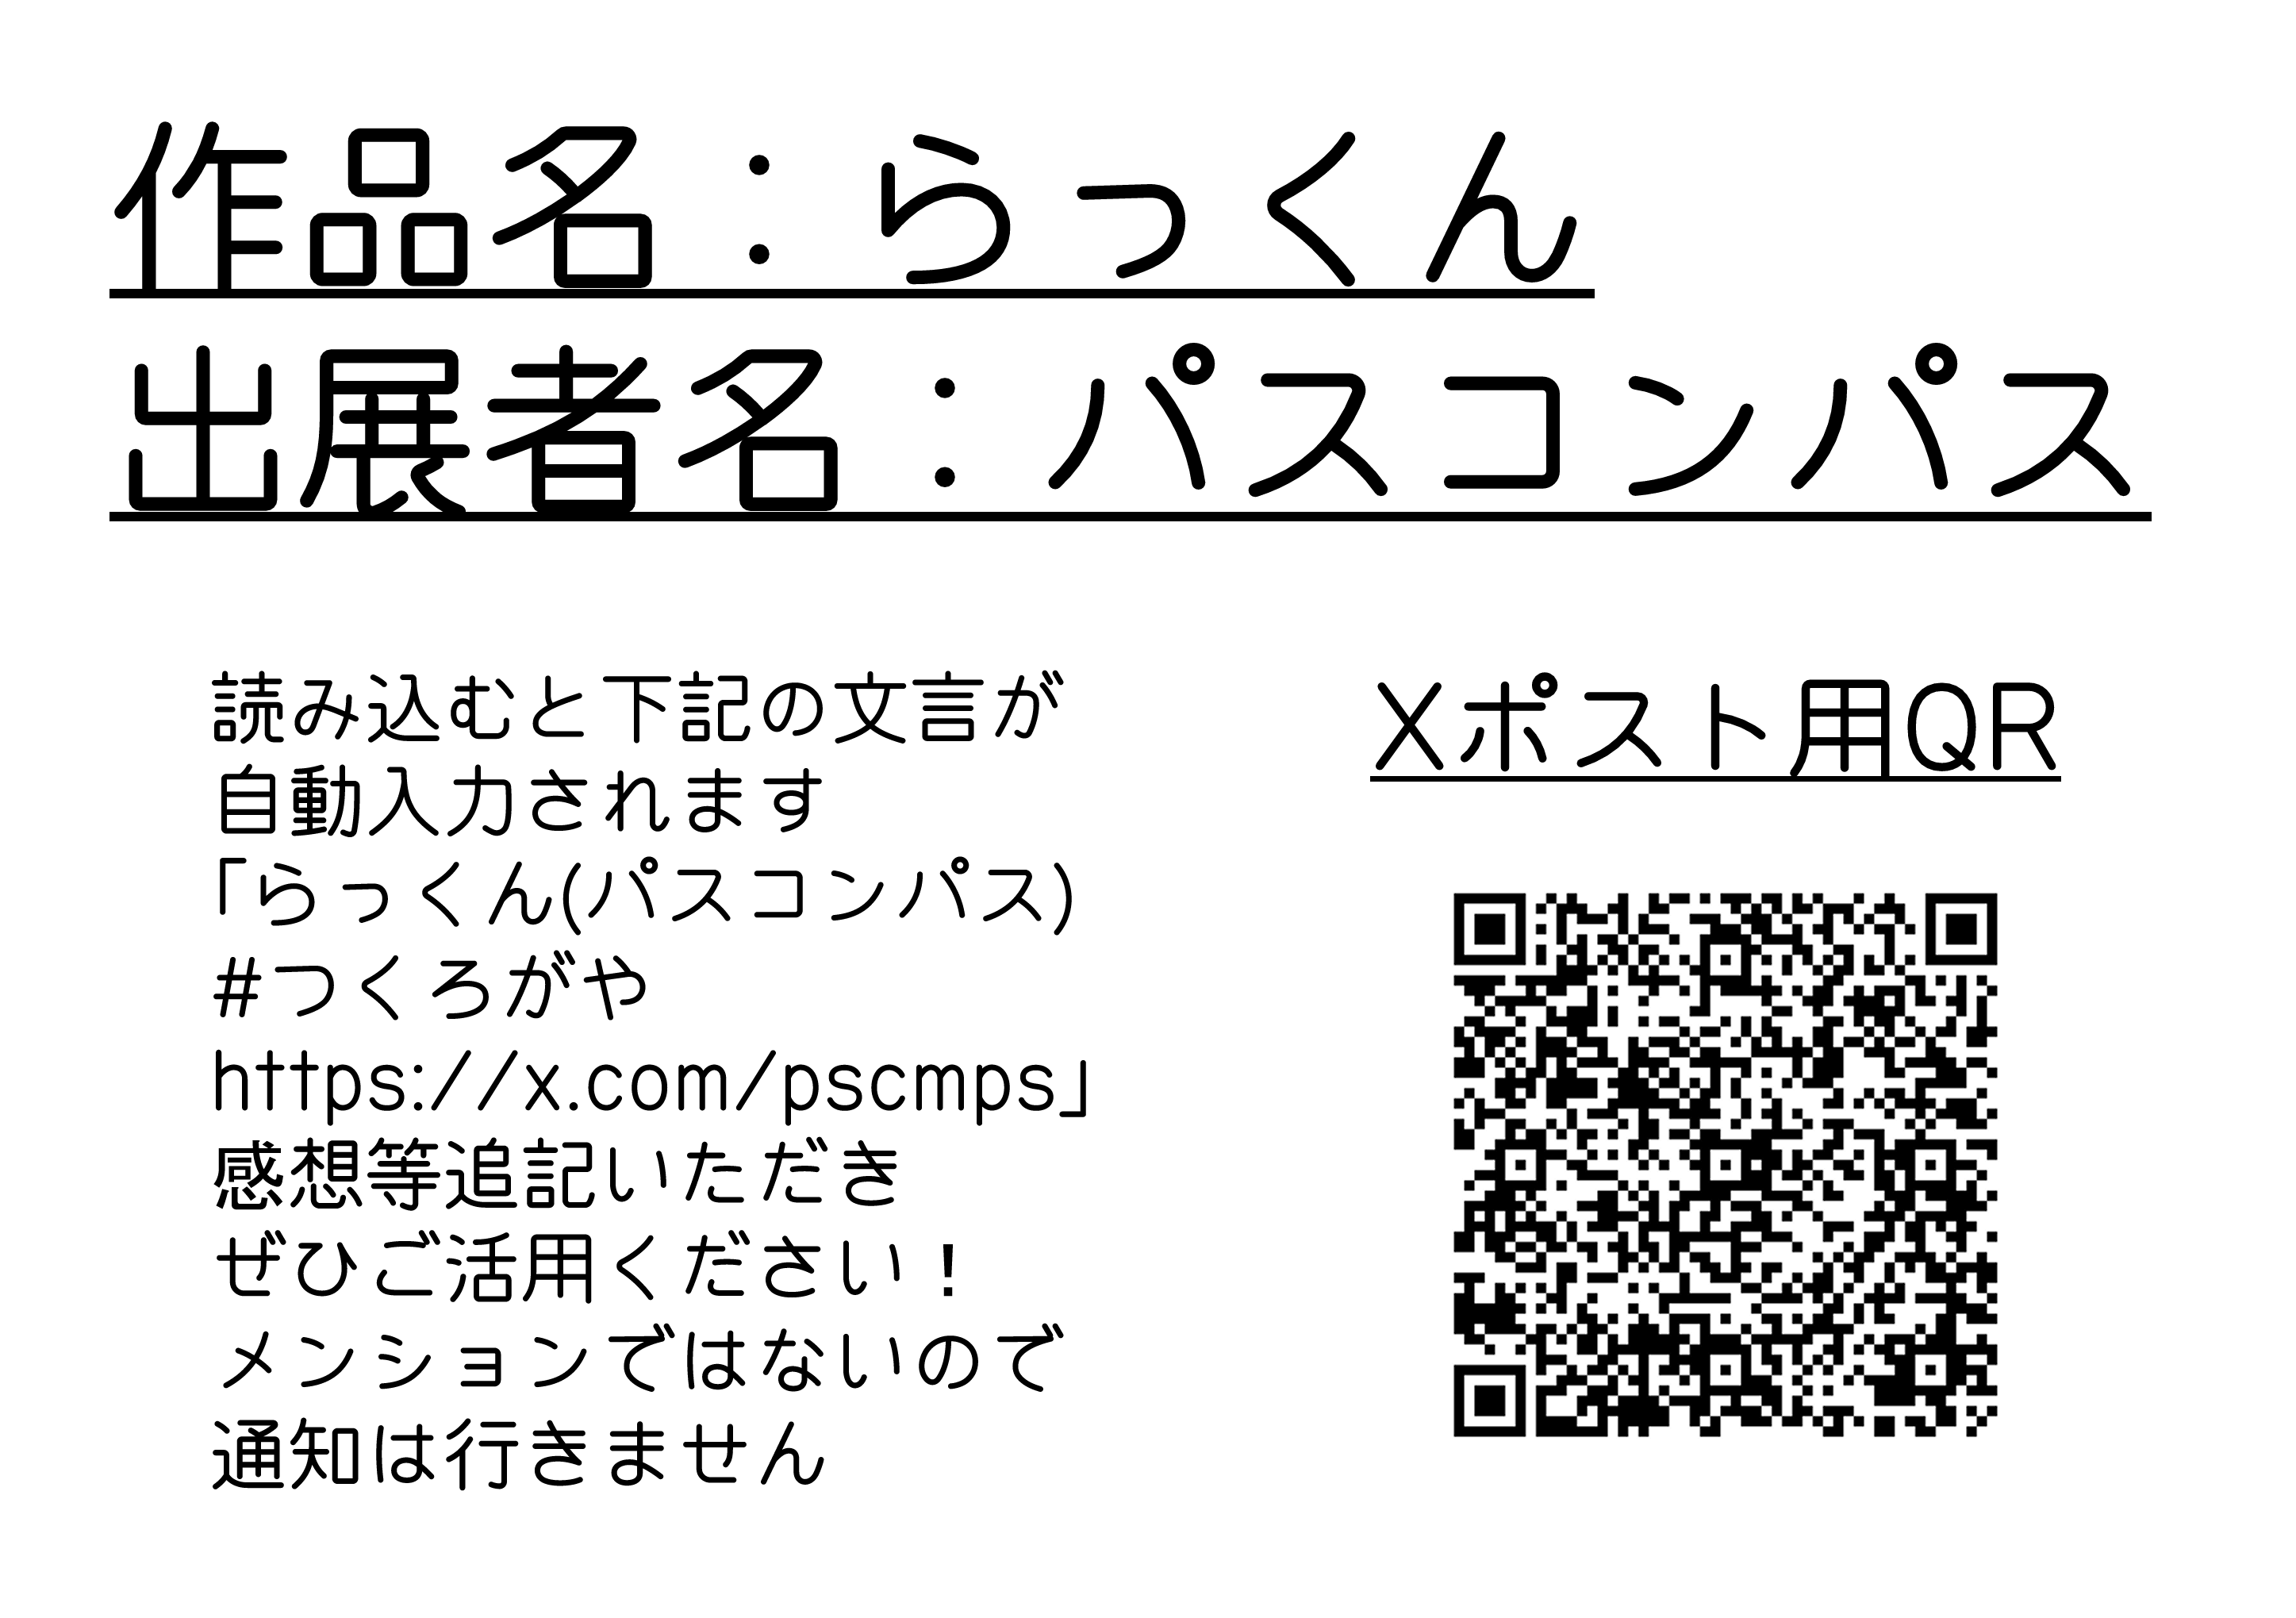 作品名：らっくん
出展者名：パスコンパス
読み込むと下記の文言が
自動入力されます
「らっくん(パスコンパス)
#つくろがや
https://x.com/pscmps」
感想等追記いただき
ぜひご活用ください！
メンションではないので
通知は行きません
Xポスト用QR